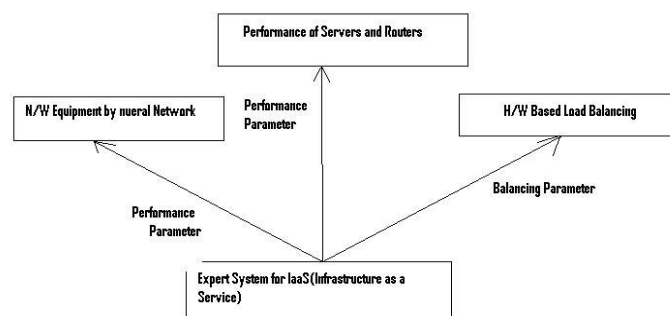 Performance of Servers and Routers
N/W Equipment by nueral Network
Performance
Parameter
H/W Based Load Balancing
Balancing Parameter
Performance
Parameter
Expert System for IaaS(Infrastructure as a
Service)